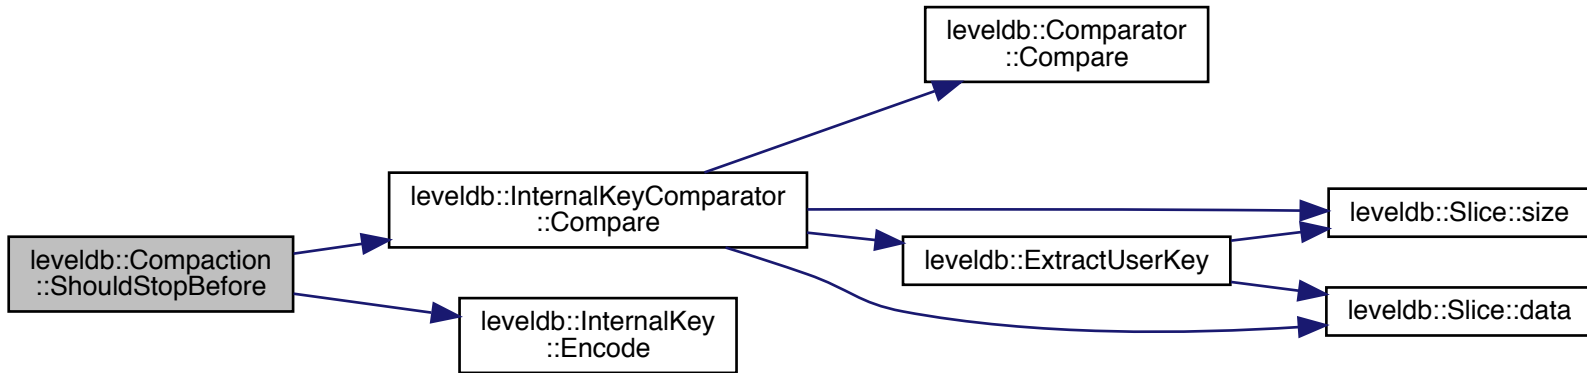 leveldb::Compaction
::ShouldStopBefore
leveldb::InternalKeyComparator
::Compare
leveldb::InternalKey
::Encode
leveldb::Comparator
::Compare
leveldb::ExtractUserKey
leveldb::Slice::size
leveldb::Slice::data